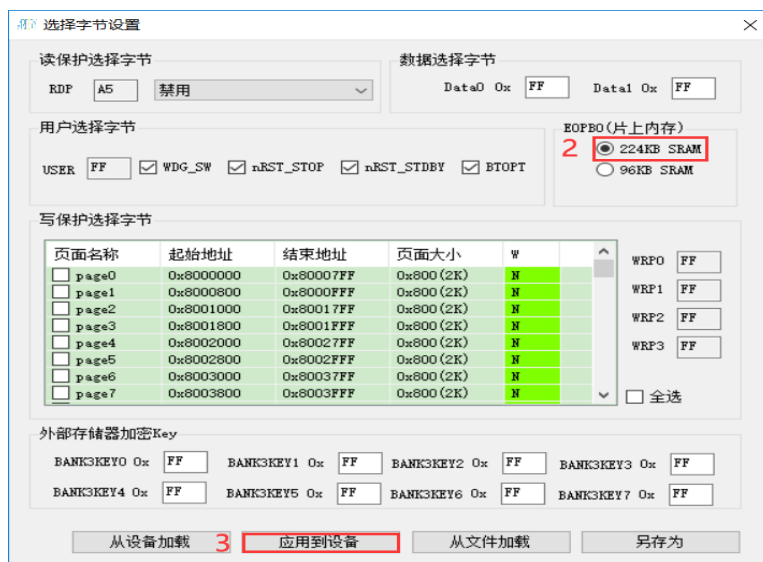 选择字节设置
读保护选择字节
RDP A5 禁用
数据选择字节
Data0 0x FF Data1 0x FF
用户选择字节
USER FF WDG_SW nRST_STOP nRST_STDBY BTOPT
EOPB0(片上内存)
2 224KB SRAM
96KB SRAM
写保护选择字节
页面名称 起始地址 结束地址 页面大小 W
page0 0x8000000 0x80007FF 0x800(2K) N
page1 0x8000800 0x8000FFF 0x800(2K) N
page2 0x8001000 0x80017FF 0x800(2K) N
page3 0x8001800 0x8001FFF 0x800(2K) N
page4 0x8002000 0x80027FF 0x800(2K) N
page5 0x8002800 0x8002FFF 0x800(2K) N
page6 0x8003000 0x80037FF 0x800(2K) N
page7 0x8003800 0x8003FFF 0x800(2K) N
WRP0 FF
WRP1 FF
WRP2 FF
WRP3 FF
全选
外部存储器加密Key
BANK3KEY0 0x FF BANK3KEY1 0x FF BANK3KEY2 0x FF BANK3KEY3 0x FF
BANK3KEY4 0x FF BANK3KEY5 0x FF BANK3KEY6 0x FF BANK3KEY7 0x FF
从设备加载 3 应用到设备 从文件加载 另存为